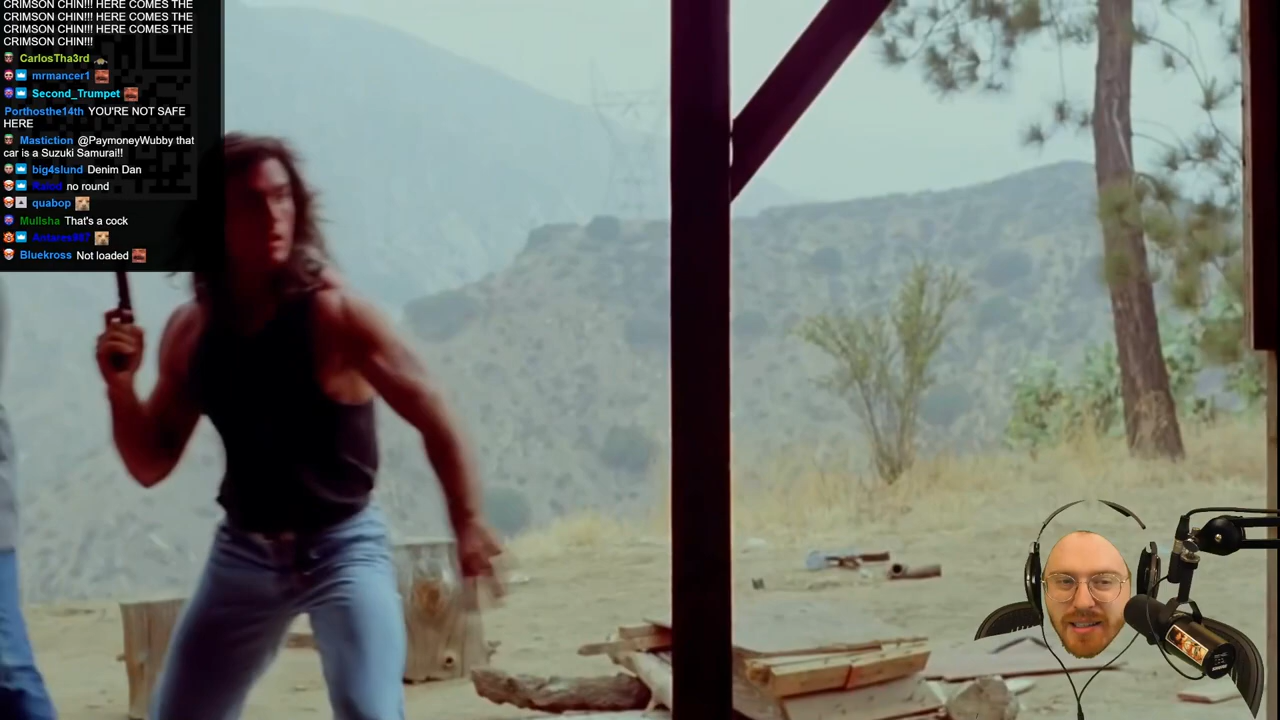 CRIMSON CHIN!!! HERE COMES THE
CRIMSON CHIN!!! HERE COMES THE
CRIMSON CHIN!!! HERE COMES THE
CRIMSON CHIN!!!
CarlosTha3rd
mrmancer1
Second_Trumpet
Porthosthe14th YOU'RE NOT SAFE
HERE
Mastiction @PaymoneyWubby that
car is a Suzuki Samurai!!
big4slund Denim Dan
no round
quabop
Mullsha That's a cock
Bluekross Not loaded